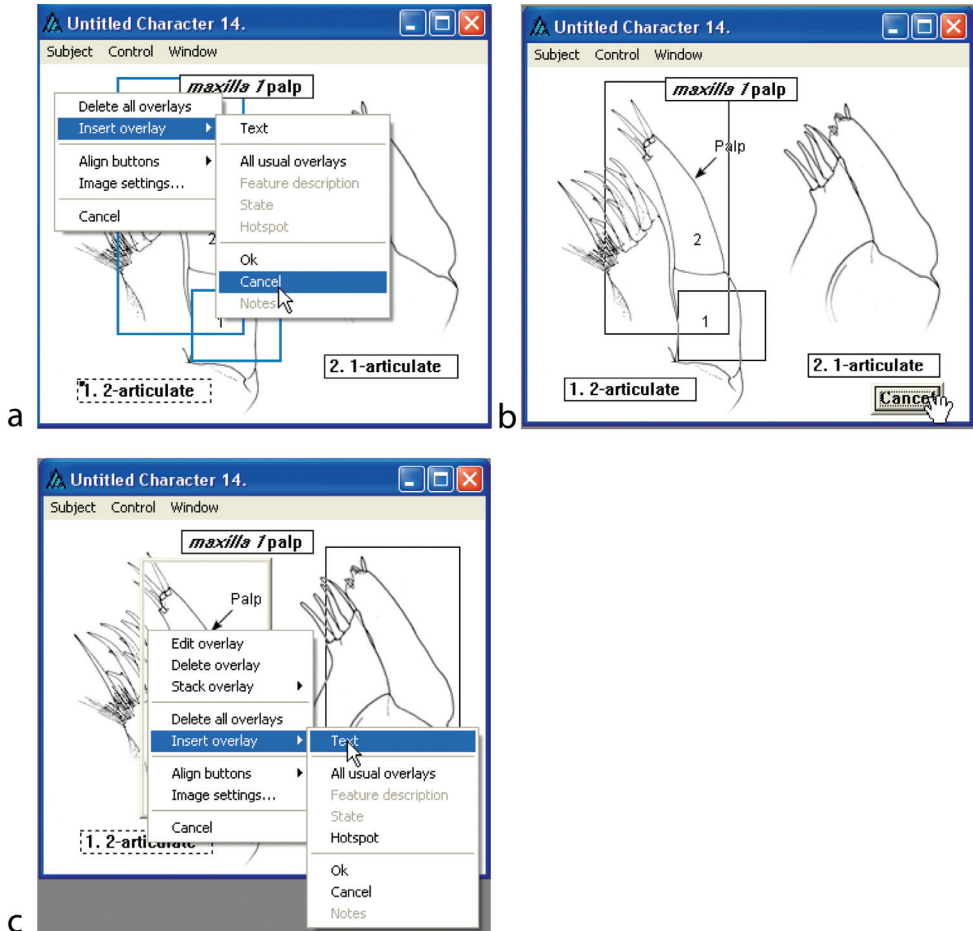 Untitled Character 14.
Subject Control Window
maxilla 1 palp
Delete all overlays
Insert overlay
Align buttons
Image settings...
Cancel
Text
All usual overlays
Feature description
State
Hotspot
Ok
Cancel
Notes
2
1
1. 2-articulate
2. 1-articulate
a
Untitled Character 14.
Subject Control Window
maxilla 1 palp
Palp
2
1
1. 2-articulate
2. 1-articulate
Cancel
b
Untitled Character 14.
Subject Control Window
maxilla 1 palp
Palp
Edit overlay
Delete overlay
Stack overlay
Delete all overlays
Insert overlay
Align buttons
Image settings...
Cancel
Text
All usual overlays
Feature description
State
Hotspot
Ok
Cancel
Notes
1. 2-articulate
c